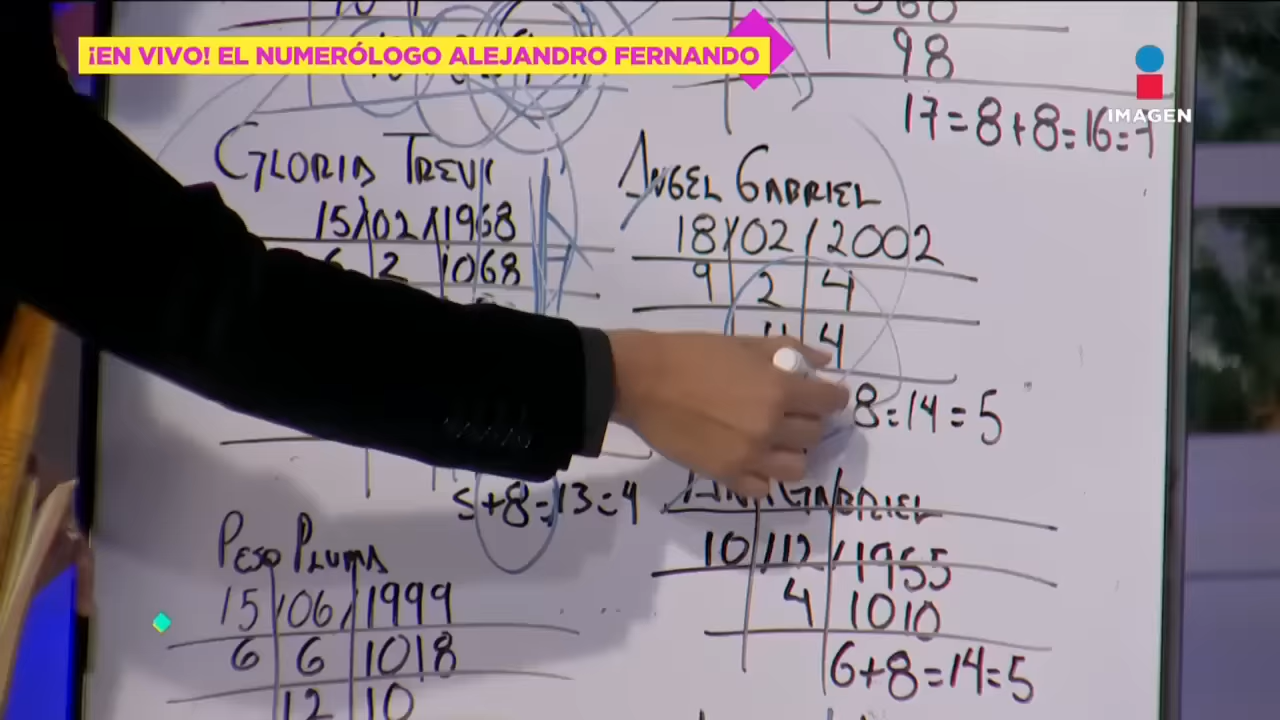 ¡EN VIVO! EL NUMERÓLOGO ALEJANDRO FERNANDO
IMAGEN
98
17=8+8=16=7
GLORIA TREVI
15/02/1968
2 1068
5+8=13=4
ÁNGEL GABRIEL
18/02/2002
9 2 4
4
8=14=5
PESO PLUMA
15/06/1999
6 6 1018
12 10
GABRIEL
10/12/1955
4 1010
6+8=14=5